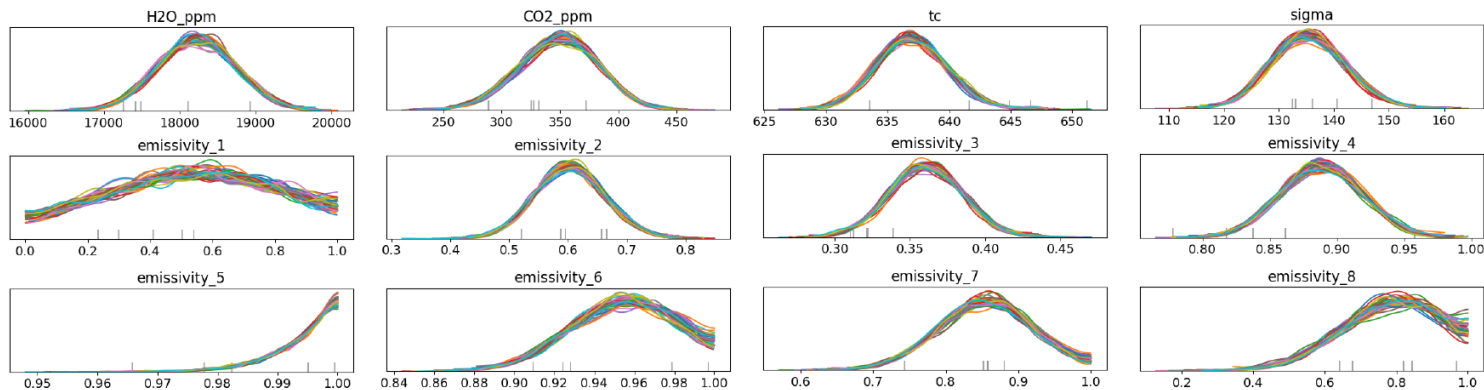 H2O_ppm CO2_ppm tc sigma
16000 17000 18000 19000 20000 250 300 350 400 450 625 630 635 640 645 650 110 120 130 140 150 160
emissivity_1 emissivity_2 emissivity_3 emissivity_4
0.0 0.2 0.4 0.6 0.8 1.0 0.3 0.4 0.5 0.6 0.7 0.8 0.30 0.35 0.40 0.45 0.80 0.85 0.90 0.95 1.00
emissivity_5 emissivity_6 emissivity_7 emissivity_8
0.95 0.96 0.97 0.98 0.99 1.00 0.84 0.86 0.88 0.90 0.92 0.94 0.96 0.98 1.00 0.6 0.7 0.8 0.9 1.0 0.2 0.4 0.6 0.8 1.0